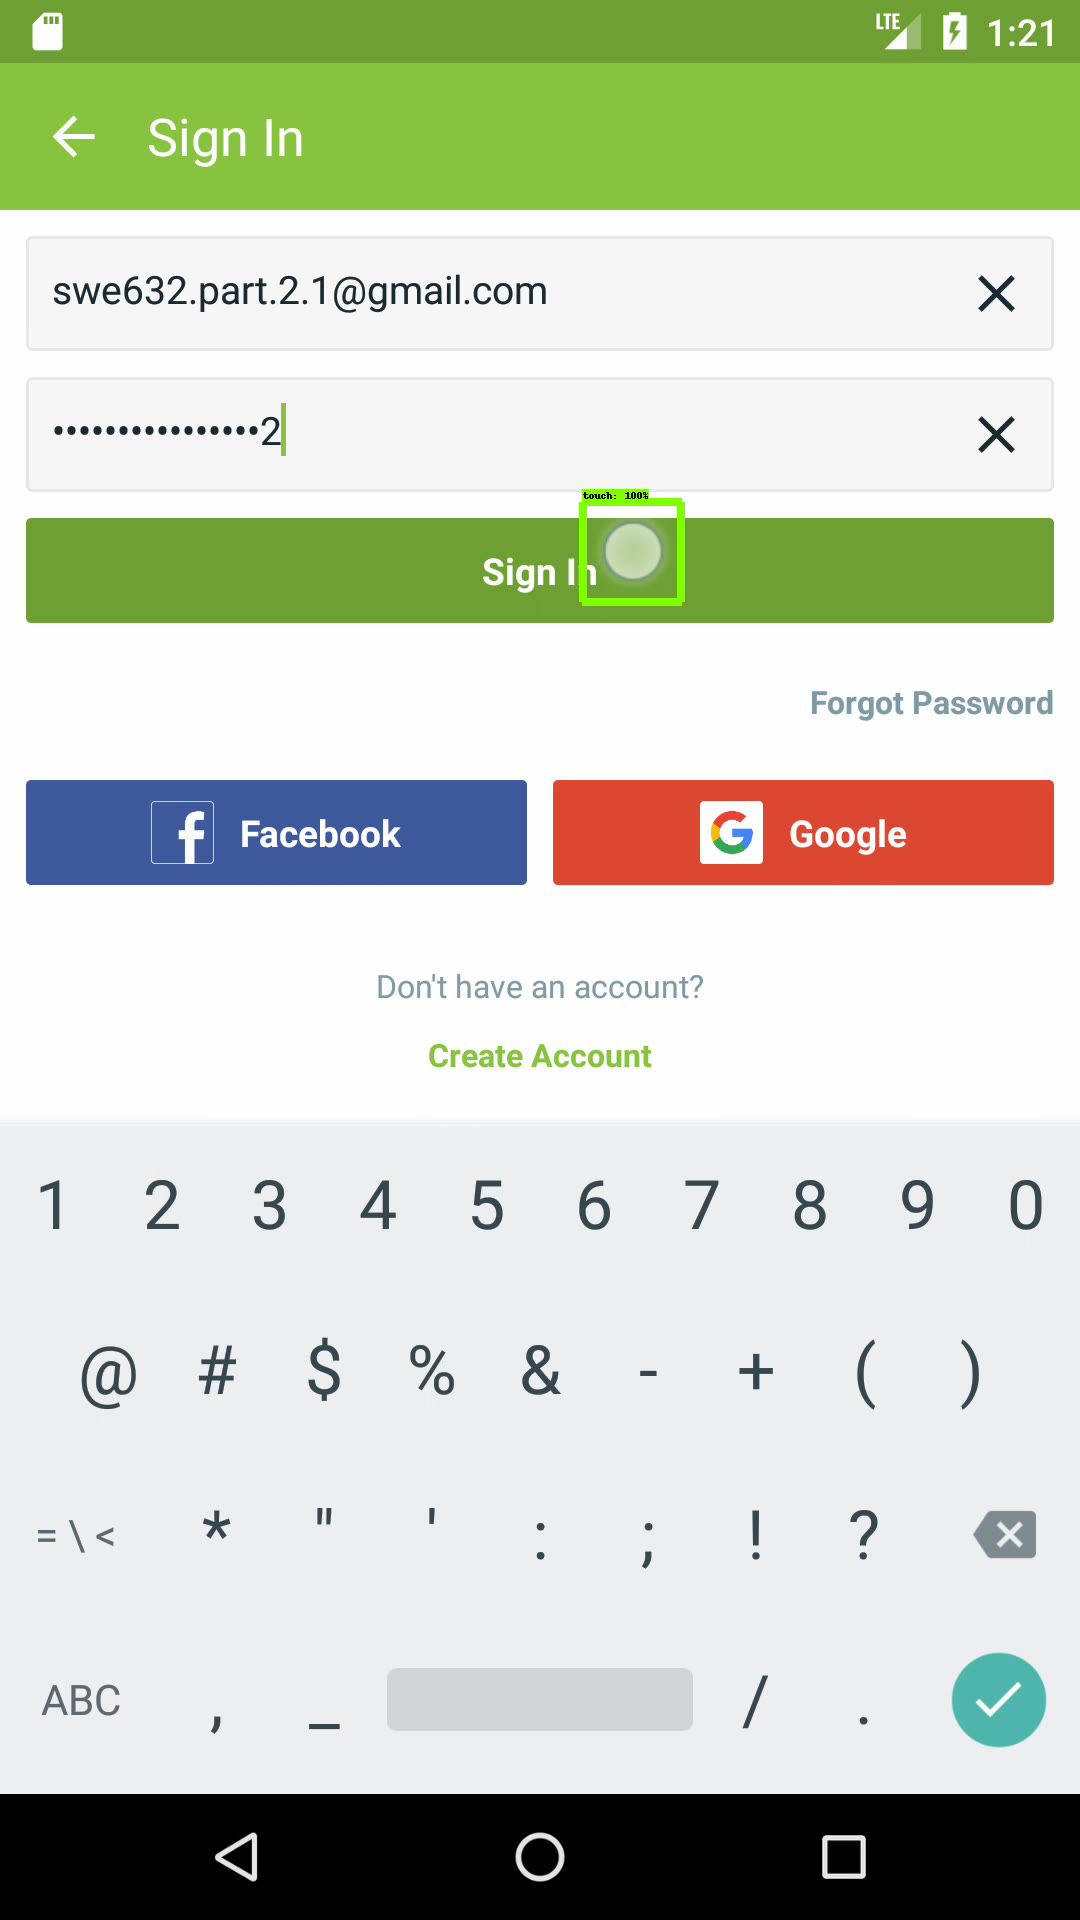 LTE 1:21
Sign In
swe632.part.2.1@gmail.com
•••••••••••••••• 2
touch: 100%
Sign In
Forgot Password
Facebook
Google
Don't have an account?
Create Account
1 2 3 4 5 6 7 8 9 0
@ # $ % & - + ( )
= \ < * " ' : ; ! ?
ABC , _ / .